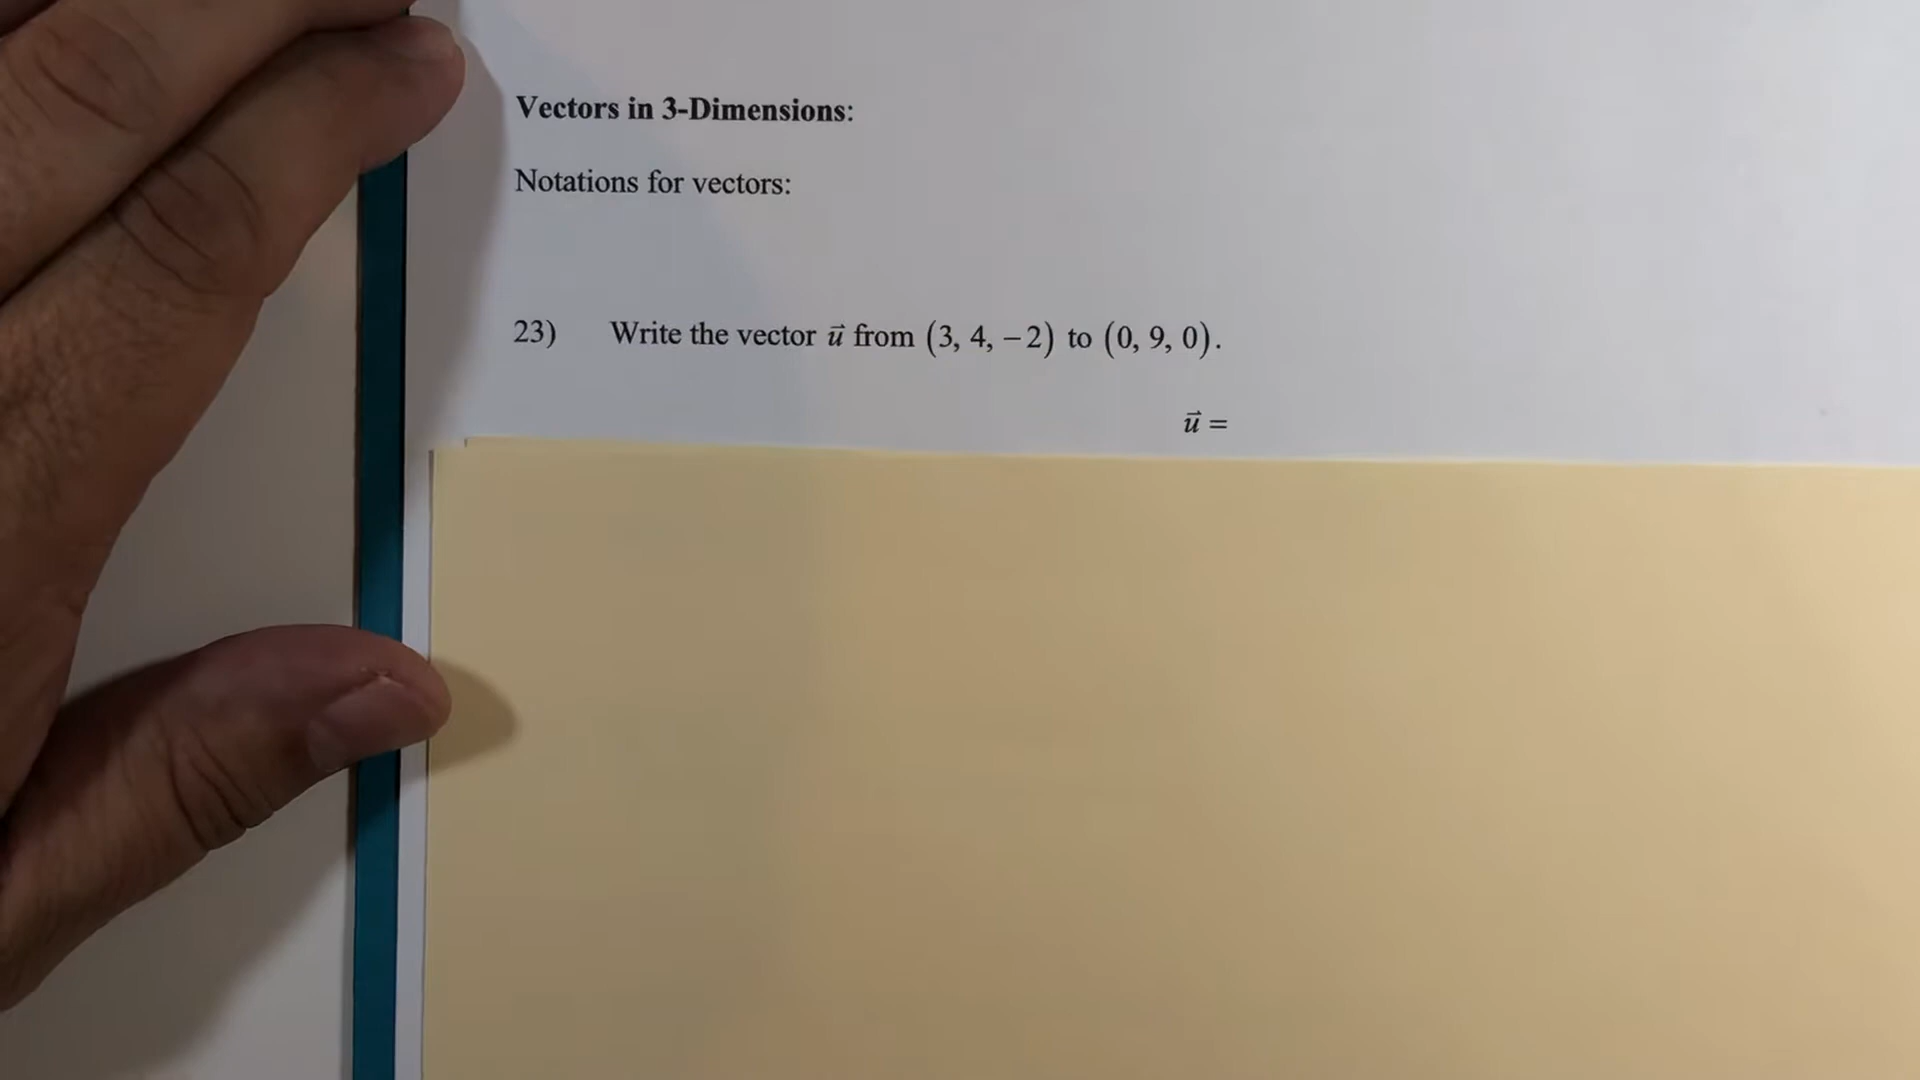 Vectors in 3-Dimensions:
Notations for vectors:
23) Write the vector u⃗ from (3, 4, −2) to (0, 9, 0).
u⃗ =